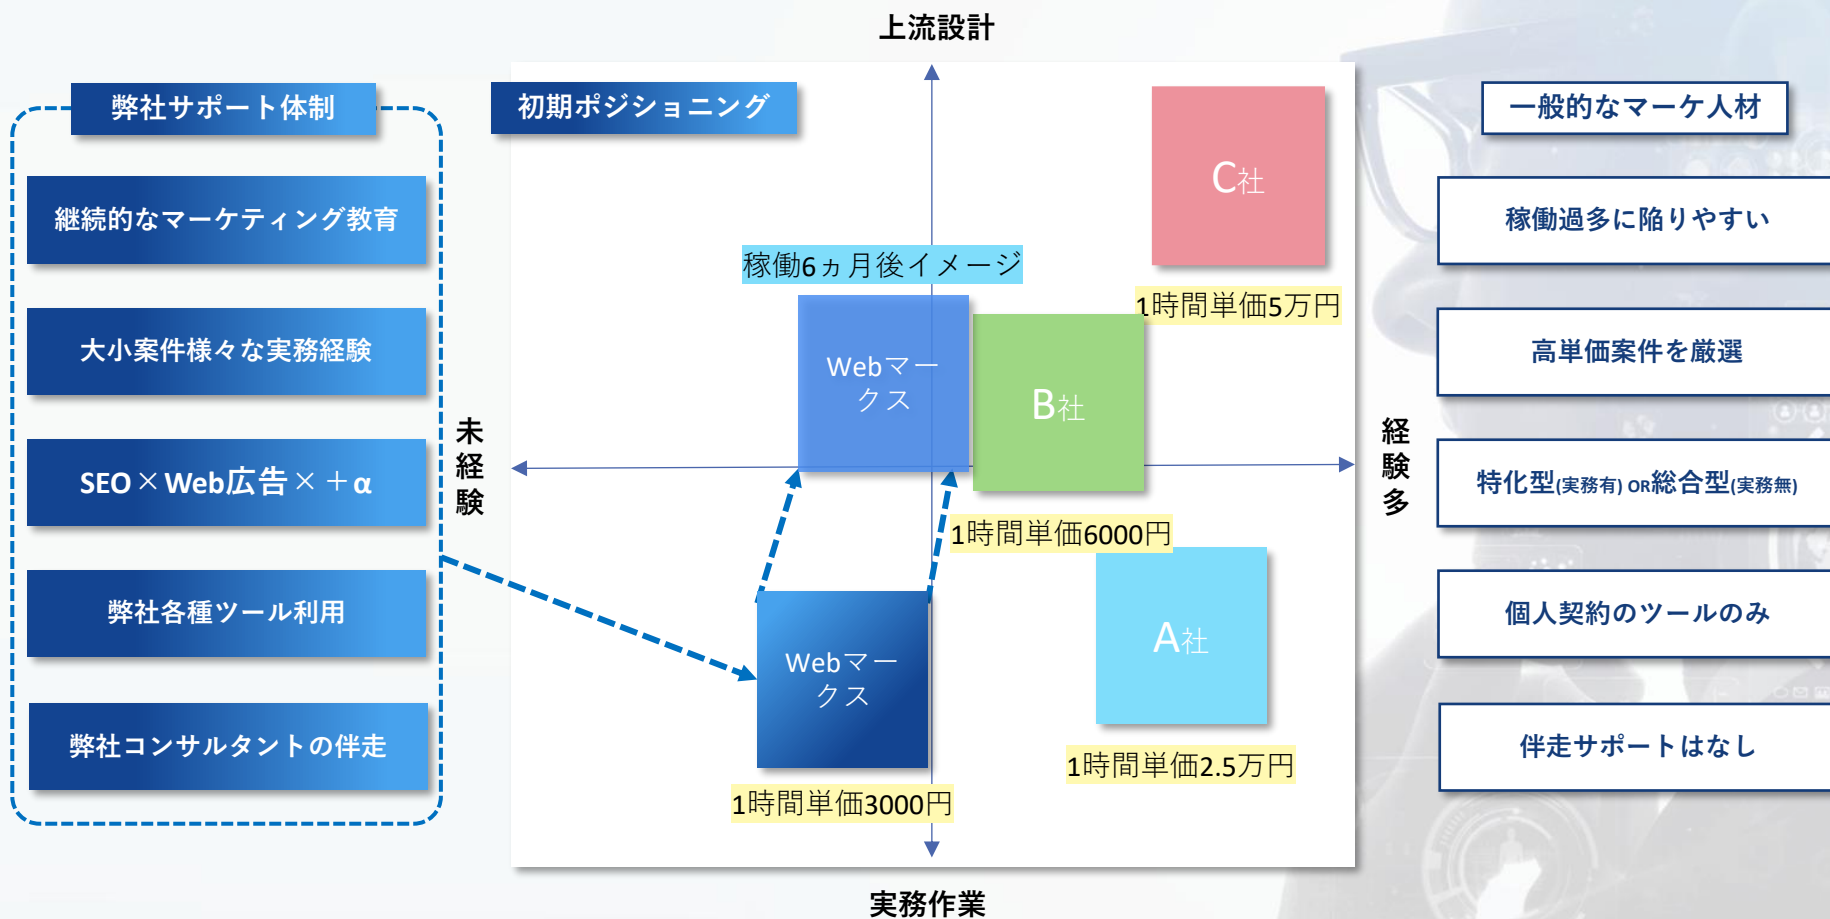 上流設計
弊社サポート体制
継続的なマーケティング教育
大小案件様々な実務経験
SEO×Web広告×＋α
弊社各種ツール利用
弊社コンサルタントの伴走
初期ポジショニング
未経験
稼働6ヵ月後イメージ
Webマー
クス
B社
C社
1時間単価5万円
1時間単価6000円
A社
1時間単価2.5万円
Webマー
クス
1時間単価3000円
経験多
実務作業
一般的なマーケ人材
稼働過多に陥りやすい
高単価案件を厳選
特化型(実務有) OR総合型(実務無)
個人契約のツールのみ
伴走サポートはなし